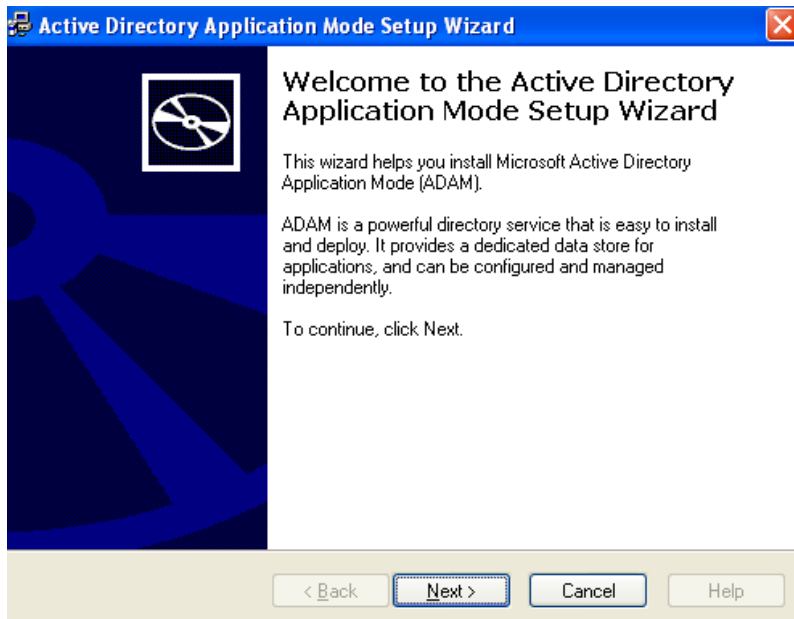 Active Directory Application Mode Setup Wizard
Welcome to the Active Directory
Application Mode Setup Wizard
This wizard helps you install Microsoft Active Directory
Application Mode (ADAM).
ADAM is a powerful directory service that is easy to install
and deploy. It provides a dedicated data store for
applications, and can be configured and managed
independently.
To continue, click Next.
< Back Next > Cancel Help